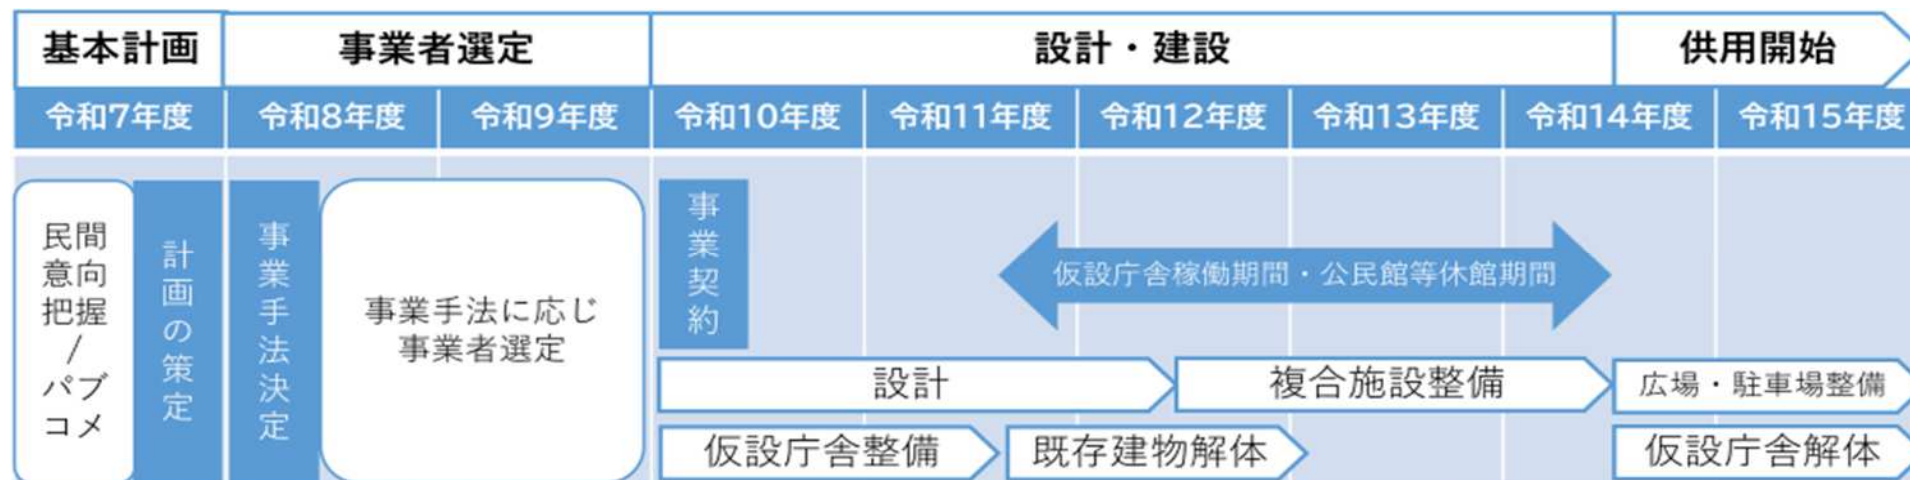 基本計画
事業者選定
設計・建設
供用開始
令和7年度
令和8年度
令和9年度
令和10年度
令和11年度
令和12年度
令和13年度
令和14年度
令和15年度
民間
意向
把握
/
パブ
コメ
計画の策定
事業手法決定
事業手法に応じ
事業者選定
事業契約
仮設庁舎稼働期間・公民館等休館期間
設計
複合施設整備
広場・駐車場整備
仮設庁舎整備
既存建物解体
仮設庁舎解体